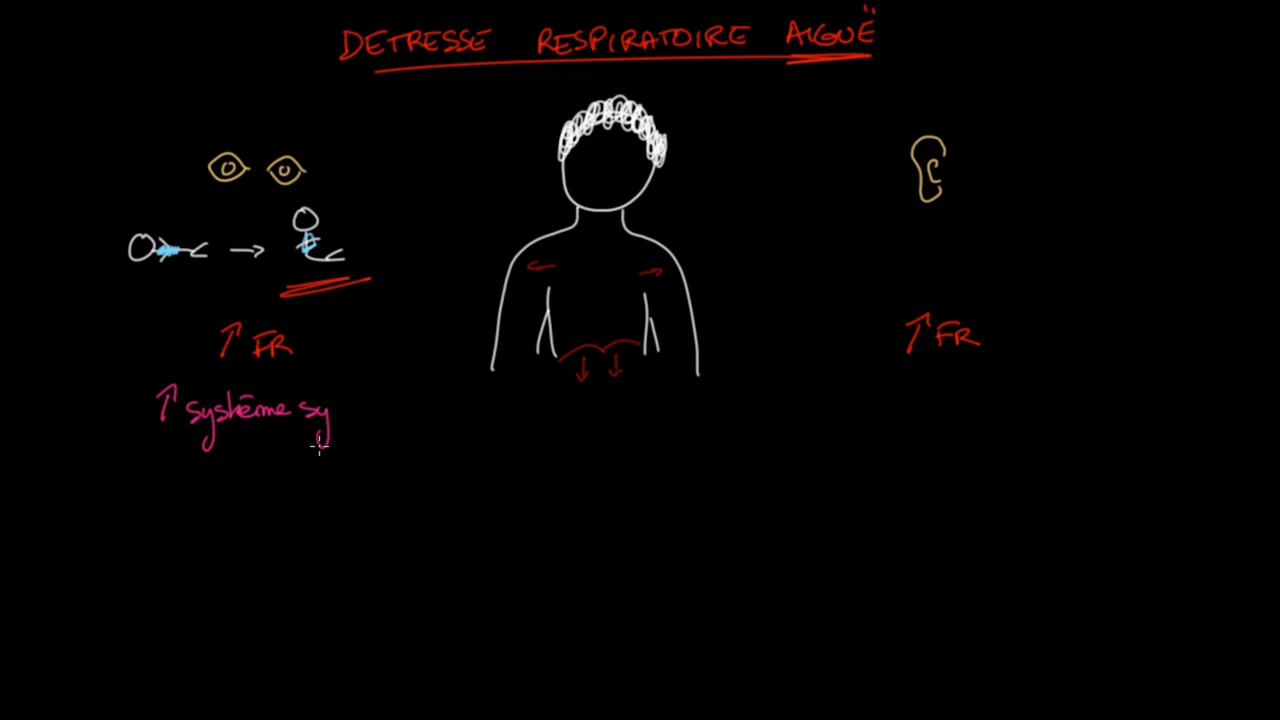 DETRESSE RESPIRATOIRE AIGUË
↑ FR
↑ FR
↑ système sy